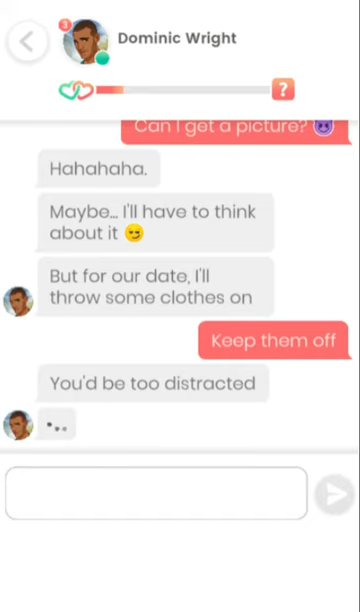 3
Dominic Wright
?
Can I get a picture? 😈
Hahahaha.
Maybe... I'll have to think
about it 😏
But for our date, I'll
throw some clothes on
Keep them off
You'd be too distracted